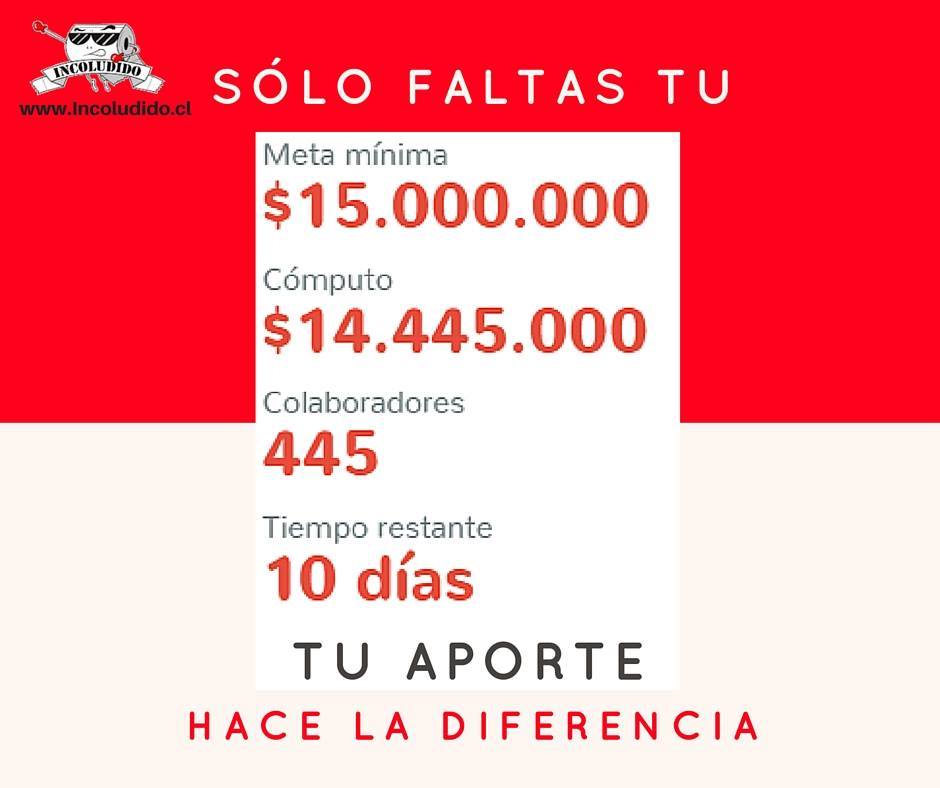 INCOLUDIDO
www.Incoludido.cl
SÓLO FALTAS TU
Meta mínima
$15.000.000
Cómputo
$14.445.000
Colaboradores
445
Tiempo restante
10 días
TU APORTE
HACE LA DIFERENCIA